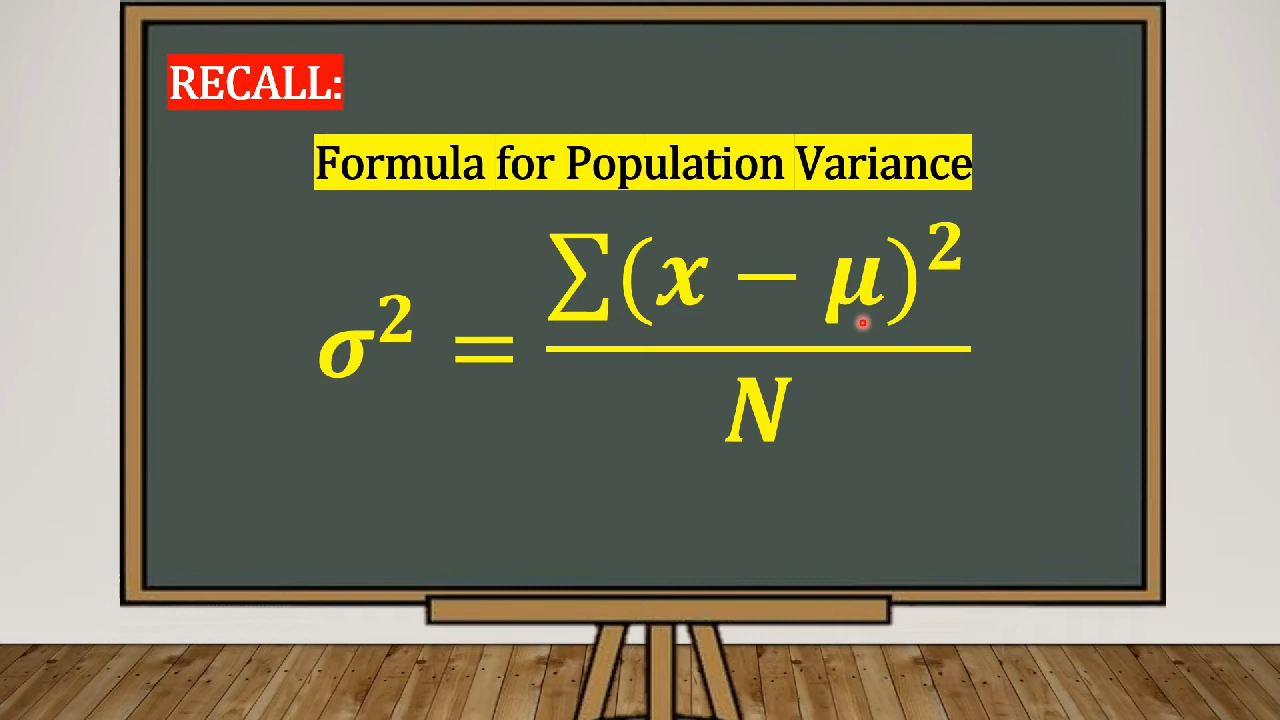 RECALL:
Formula for Population Variance
σ² = ∑(x − μ)² / N